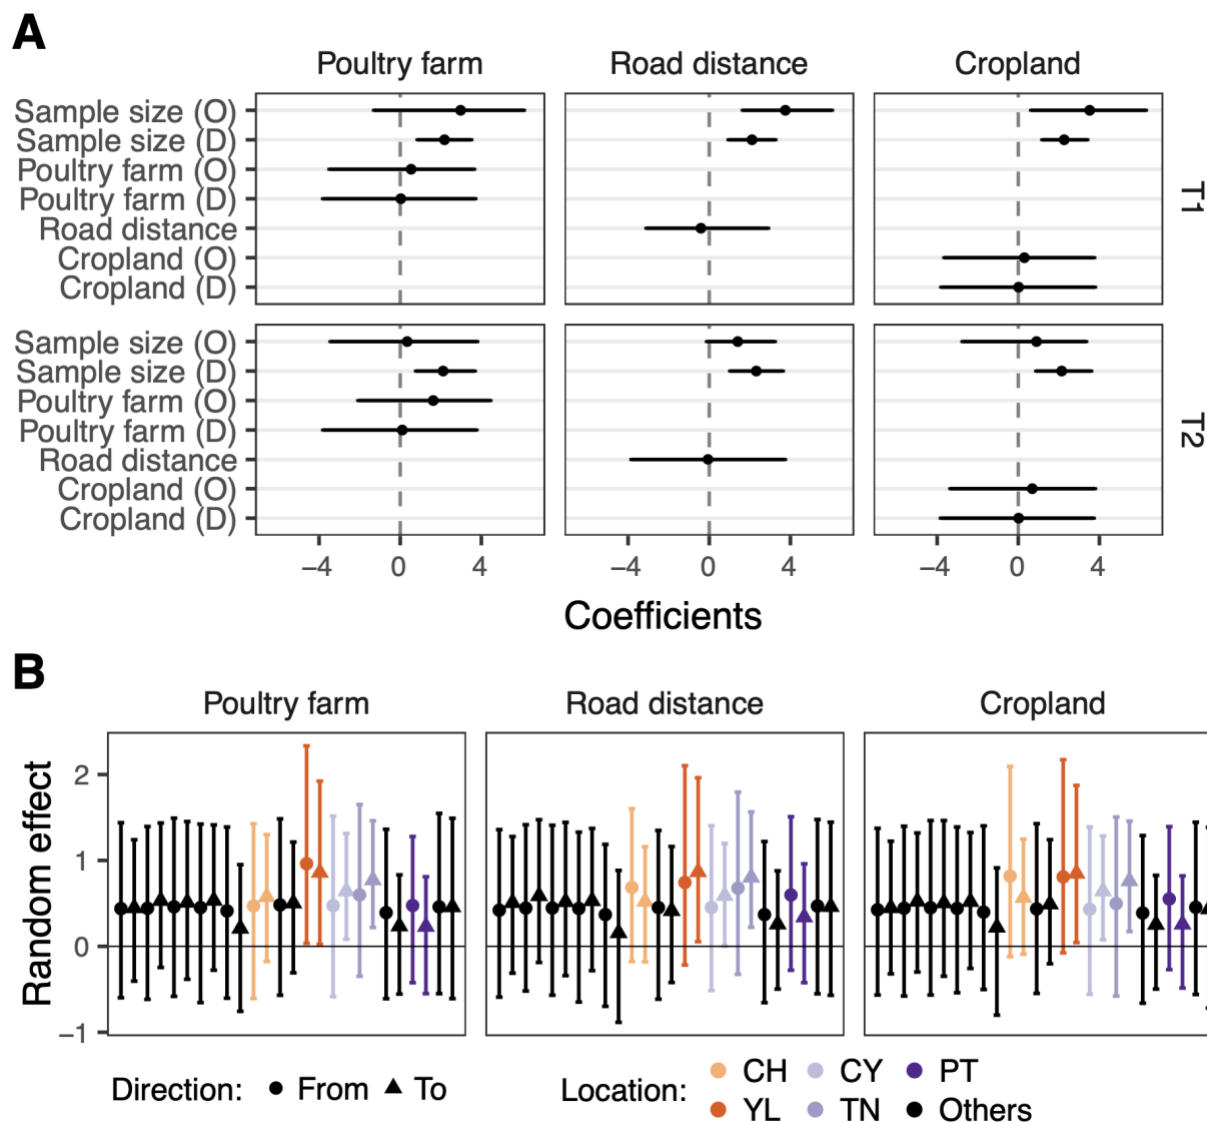 A
Poultry farm Road distance Cropland
Sample size (O)
Sample size (D)
Poultry farm (O)
Poultry farm (D)
Road distance
Cropland (O)
Cropland (D)
T1
Sample size (O)
Sample size (D)
Poultry farm (O)
Poultry farm (D)
Road distance
Cropland (O)
Cropland (D)
T2
−4 0 4 −4 0 4 −4 0 4
Coefficients
B
Poultry farm Road distance Cropland
Random effect
2
1
0
−1
Direction: From To
Location: CH CY PT
YL TN Others